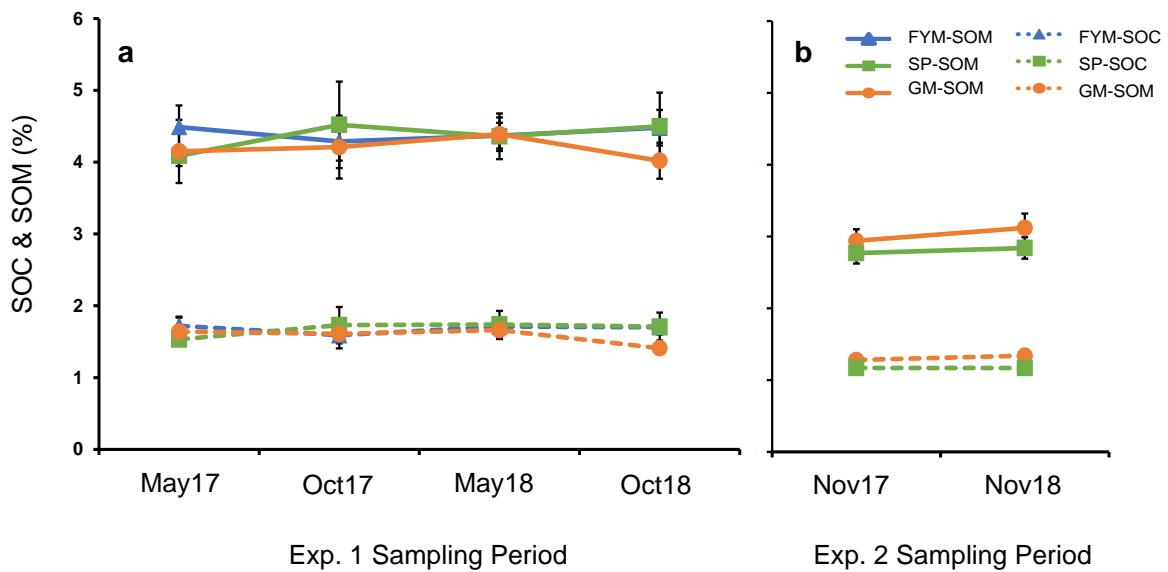 a
b
FYM-SOM
FYM-SOC
SP-SOM
SP-SOC
GM-SOM
GM-SOM
SOC & SOM (%)
6
5
4
3
2
1
0
May17 Oct17 May18 Oct18
Nov17 Nov18
Exp. 1 Sampling Period
Exp. 2 Sampling Period